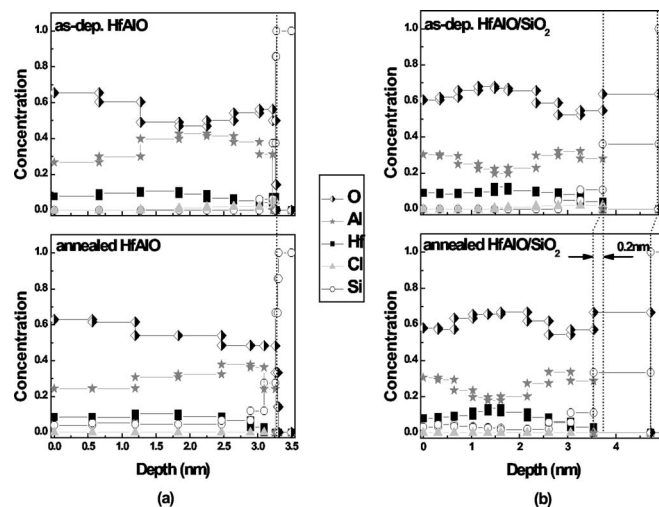 as-dep. HfAlO
Concentration
1.0
0.8
0.6
0.4
0.2
0.0
annealed HfAlO
Concentration
1.0
0.8
0.6
0.4
0.2
0.0
0.0 0.5 1.0 1.5 2.0 2.5 3.0 3.5
Depth (nm)
(a)
O
Al
Hf
Cl
Si
as-dep. HfAlO/SiO₂
Concentration
1.0
0.8
0.6
0.4
0.2
0.0
annealed HfAlO/SiO₂
0.2nm
Concentration
1.0
0.8
0.6
0.4
0.2
0.0
0 1 2 3 4
Depth (nm)
(b)